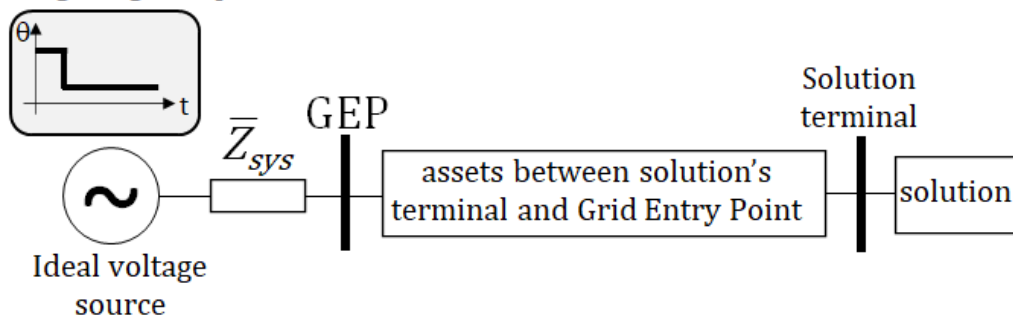 θ
t
Z̅sys
GEP
Solution
terminal
assets between solution's
terminal and Grid Entry Point
solution
Ideal voltage
source